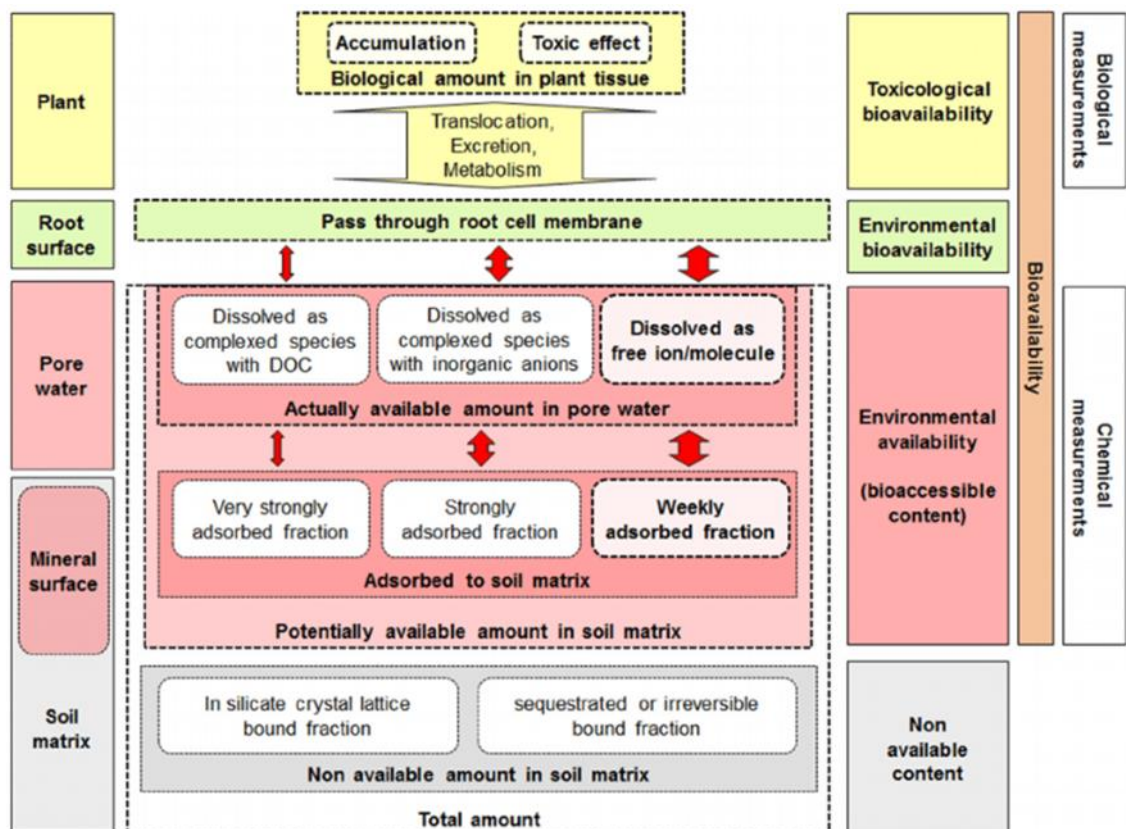 Plant
Accumulation
Toxic effect
Biological amount in plant tissue
Translocation,
Excretion,
Metabolism
Toxicological
bioavailability
Biological
measurements
Root
surface
Pass through root cell membrane
Environmental
bioavailability
Bioavailability
Pore
water
Dissolved as
complexed species
with DOC
Dissolved as
complexed species
with inorganic anions
Dissolved as
free ion/molecule
Actually available amount in pore water
Environmental
availability
(bioaccessible
content)
Chemical
measurements
Mineral
surface
Very strongly
adsorbed fraction
Strongly
adsorbed fraction
Weekly
adsorbed fraction
Adsorbed to soil matrix
Potentially available amount in soil matrix
Soil
matrix
In silicate crystal lattice
bound fraction
sequestrated or irreversible
bound fraction
Non available amount in soil matrix
Non
available
content
Total amount